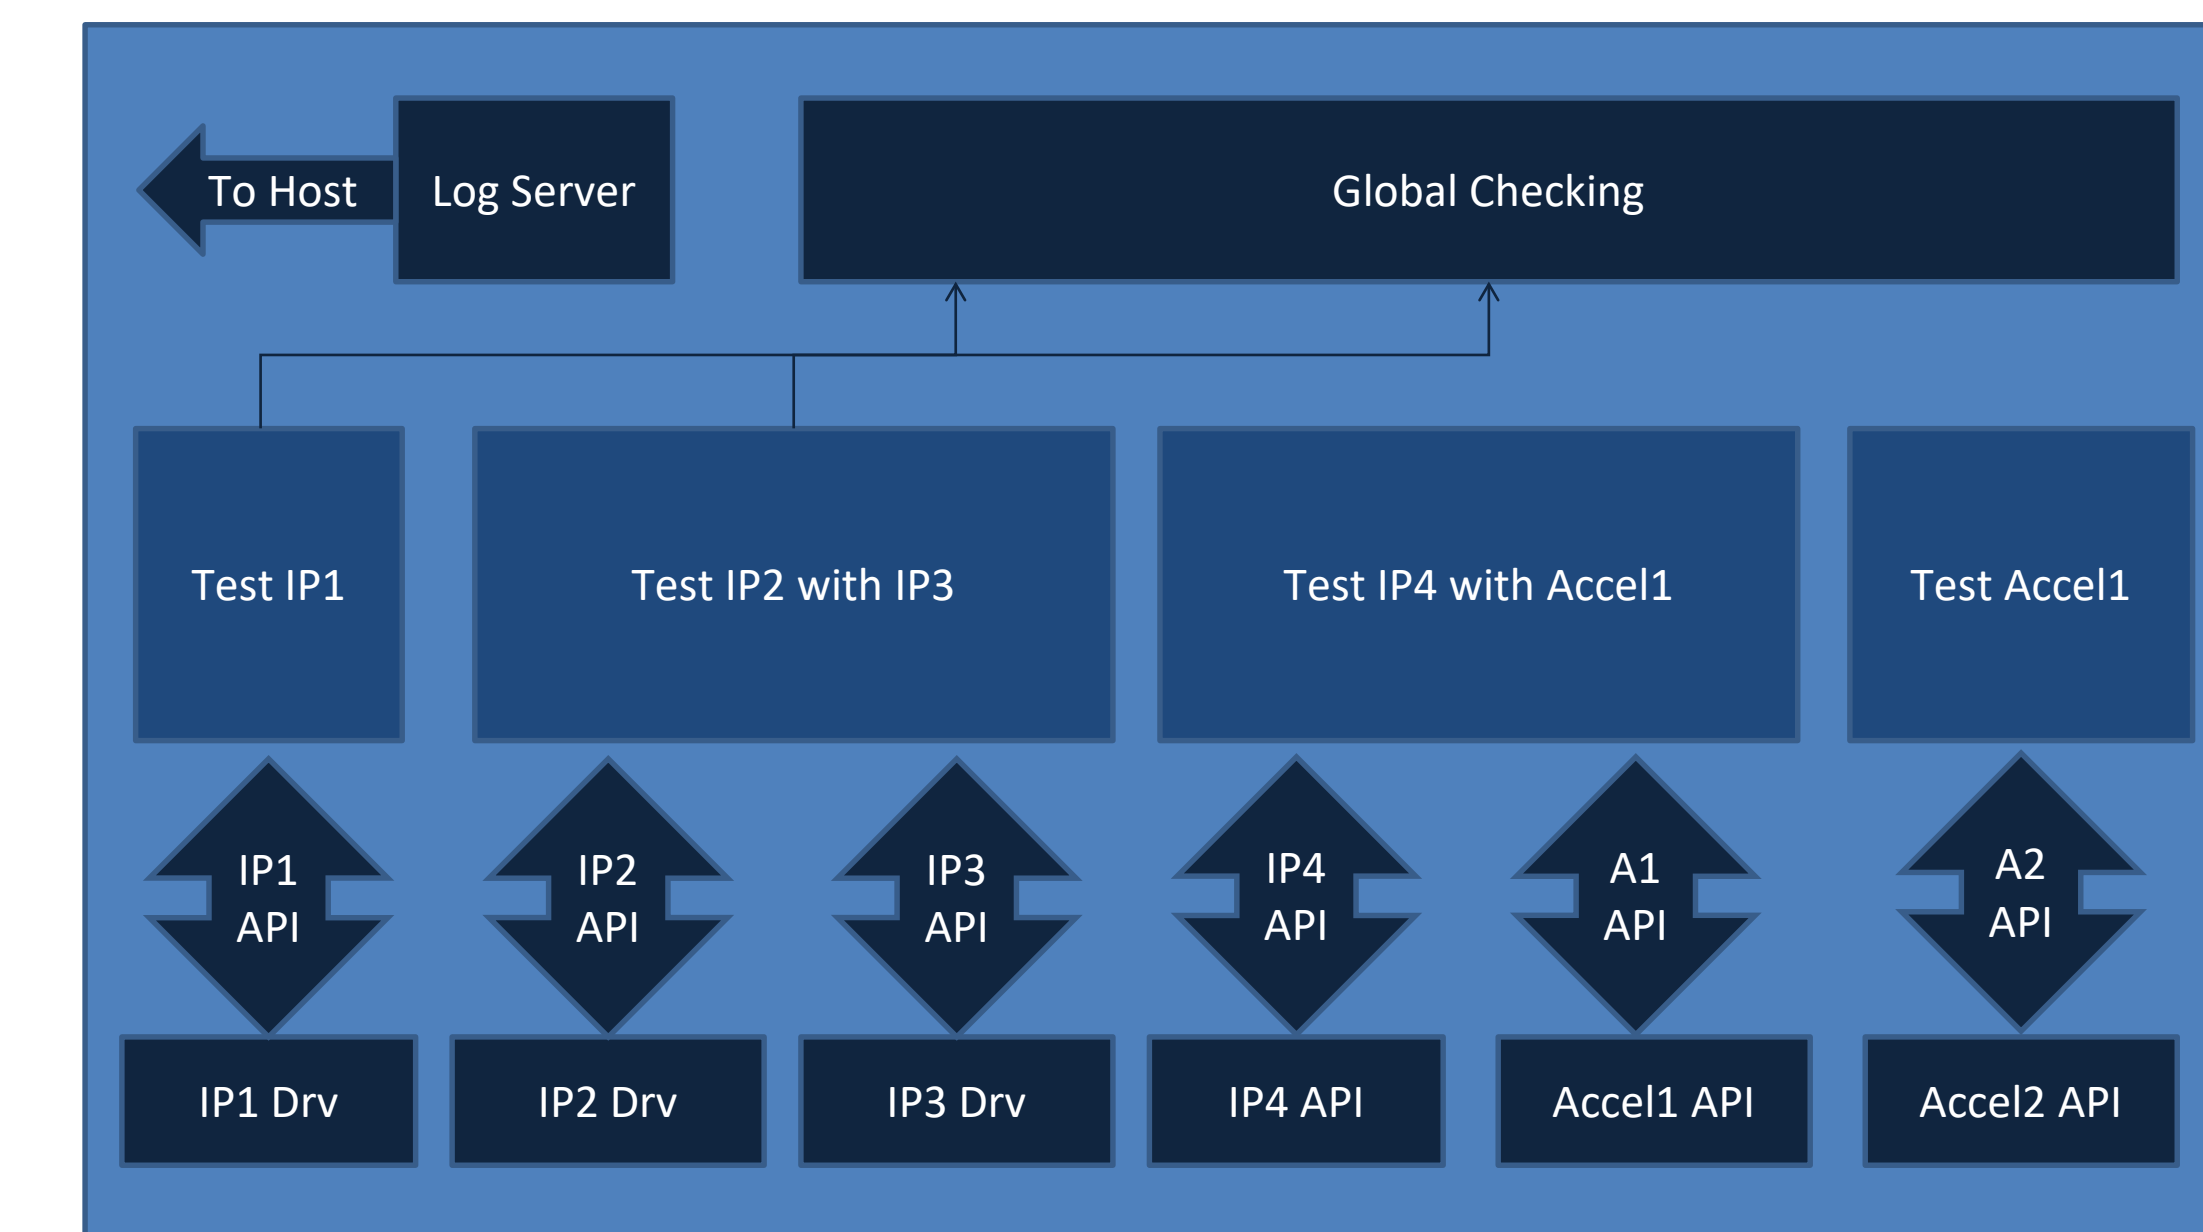 To Host
Log Server
Global Checking
Test IP1
Test IP2 with IP3
Test IP4 with Accel1
Test Accel1
IP1
API
IP2
API
IP3
API
IP4
API
A1
API
A2
API
IP1 Drv
IP2 Drv
IP3 Drv
IP4 API
Accel1 API
Accel2 API